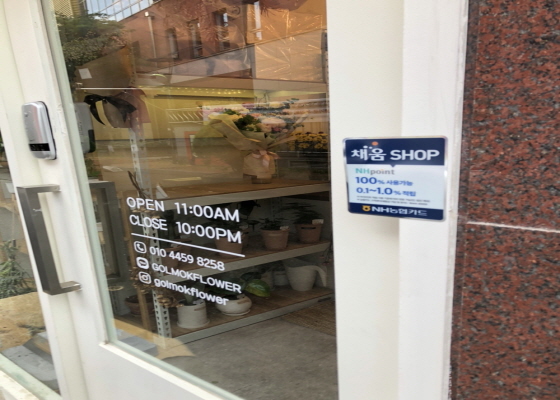 OPEN 11:00AM
CLOSE 10:00PM
010 4459 8258
GOLMOKFLOWER
golmokflower
채움 SHOP
NHpoint
100% 사용가능
0.1~1.0% 적립
NH농협카드